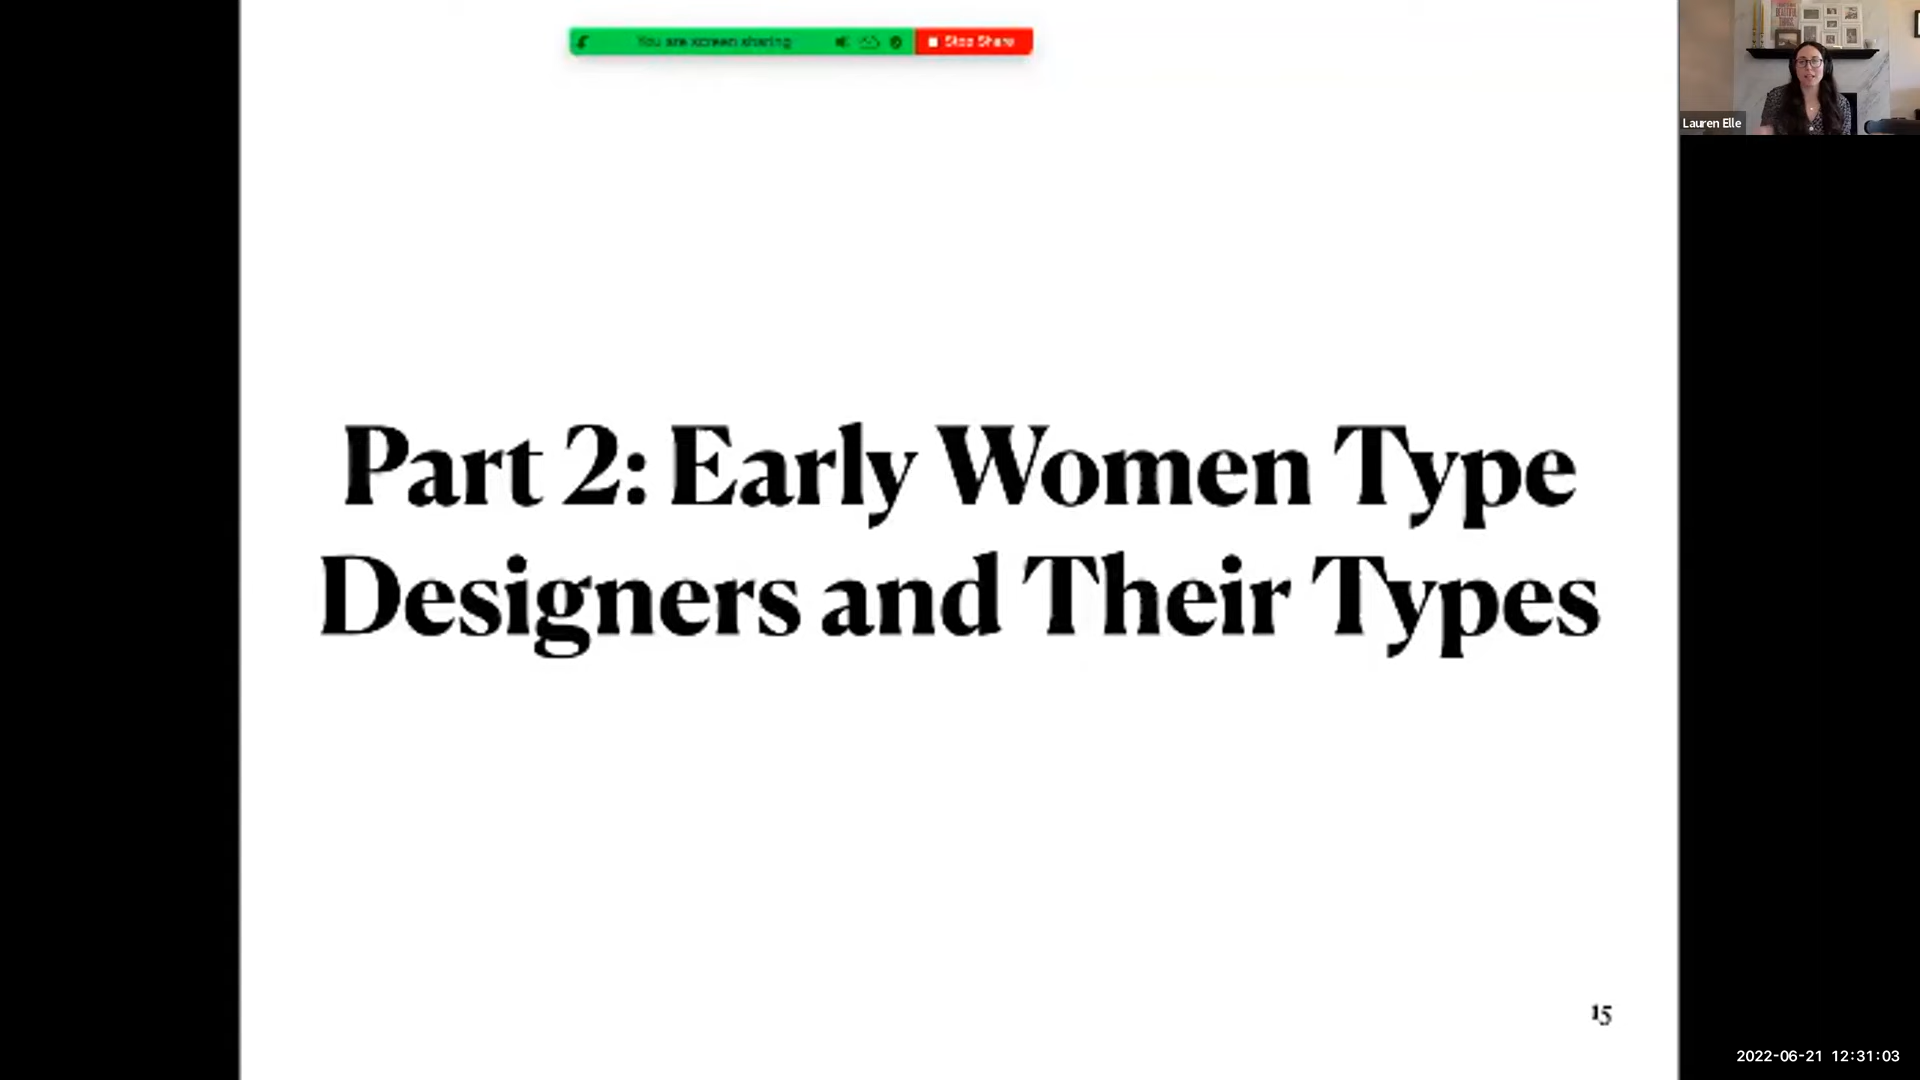 You are screen sharing
Stop Share
Lauren Elle
Part 2: Early Women Type
Designers and Their Types
15
2022-06-21 12:31:03